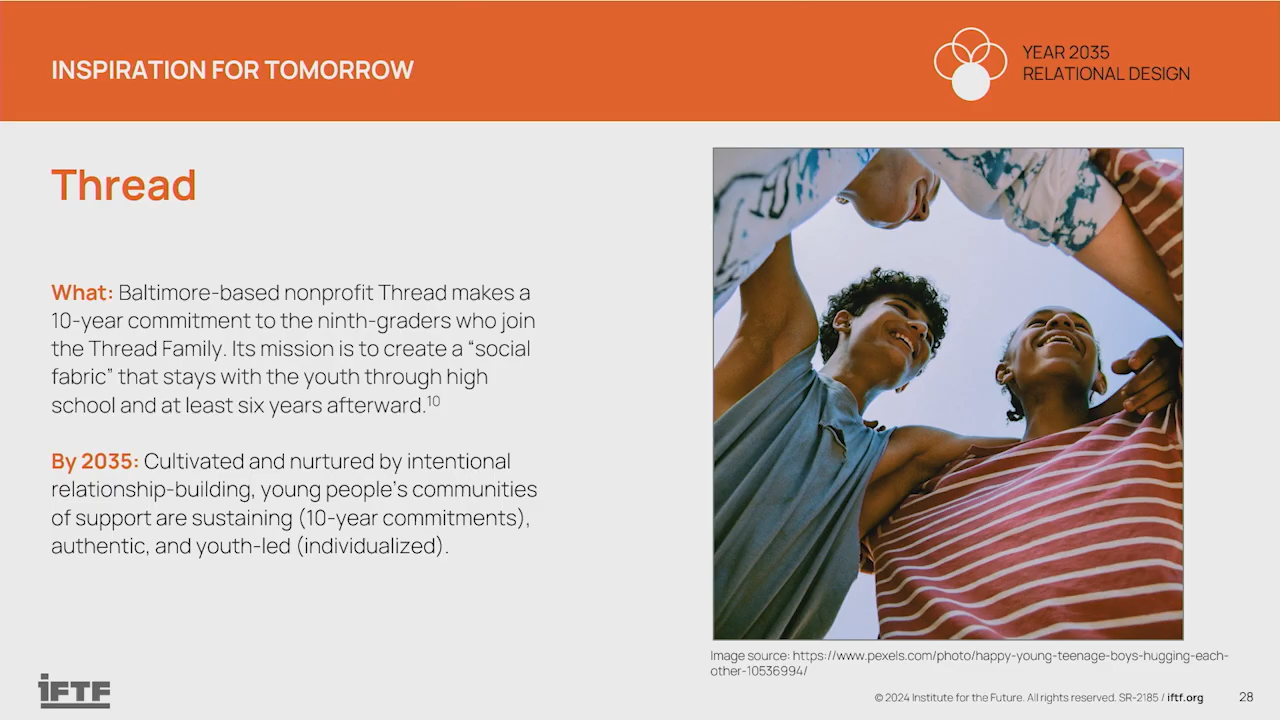 INSPIRATION FOR TOMORROW
YEAR 2035
RELATIONAL DESIGN
Thread
What: Baltimore-based nonprofit Thread makes a
10-year commitment to the ninth-graders who join
the Thread Family. Its mission is to create a “social
fabric” that stays with the youth through high
school and at least six years afterward.10
By 2035: Cultivated and nurtured by intentional
relationship-building, young people’s communities
of support are sustaining (10-year commitments),
authentic, and youth-led (individualized).
Image source: https://www.pexels.com/photo/happy-young-teenage-boys-hugging-each-
other-10536994/
iFTF
© 2024 Institute for the Future. All rights reserved. SR-2185 / iftf.org
28